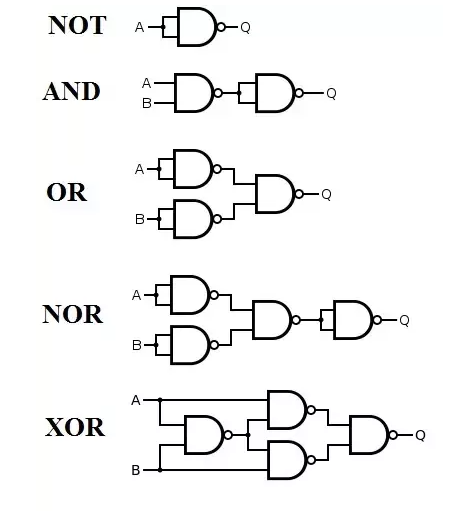 NOT A Q
AND A B Q
OR A B Q
NOR A B Q
XOR A B Q